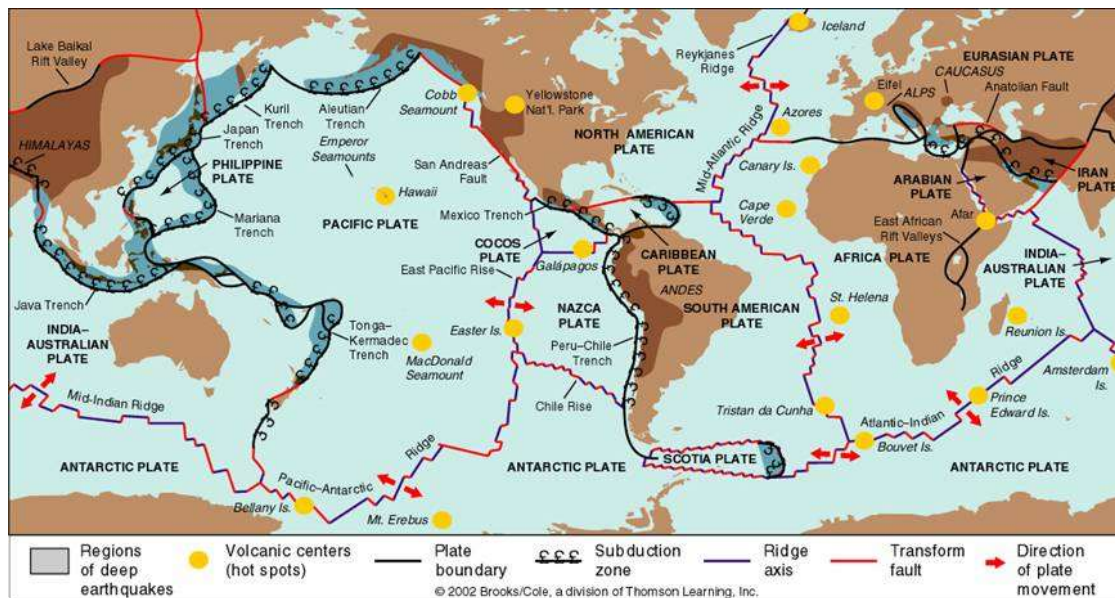 Iceland
Reykjanes
Ridge
Lake Baikal
Rift Valley
EURASIAN PLATE
CAUCASUS
Anatolian Fault
Eifel
ALPS
Kuril
Trench
Aleutian Trench
Cobb
Seamount
Yellowstone
Nat'l. Park
Azores
Japan
Trench
Emperor
Seamounts
NORTH AMERICAN
PLATE
HIMALAYAS
PHILIPPINE
PLATE
San Andreas
Fault
Mid-Atlantic Ridge
Canary Is.
ARABIAN
PLATE
IRAN
PLATE
Hawaii
Mariana
Trench
PACIFIC PLATE
Mexico Trench
Cape
Verde
East African
Rift Valleys
Afar
COCOS
PLATE
CARIBBEAN
PLATE
AFRICA PLATE
INDIA–
AUSTRALIAN
PLATE
East Pacific Rise
Galápagos
Java Trench
ANDES
INDIA–
AUSTRALIAN
PLATE
Tonga–
Kermadec
Trench
Easter Is.
NAZCA
PLATE
SOUTH AMERICAN
PLATE
St. Helena
Reunion Is.
MacDonald
Seamount
Peru–Chile
Trench
Amsterdam
Is.
Mid-Indian Ridge
Chile Rise
Tristan da Cunha
Ridge
Prince
Edward Is.
Atlantic–Indian
Bouvet Is.
ANTARCTIC PLATE
Ridge
ANTARCTIC PLATE
SCOTIA PLATE
ANTARCTIC PLATE
Pacific–Antarctic
Bellany Is.
Mt. Erebus
Regions
of deep
earthquakes
Volcanic centers
(hot spots)
Plate
boundary
Subduction
zone
Ridge
axis
Transform
fault
Direction
of plate
movement
© 2002 Brooks/Cole, a division of Thomson Learning, Inc.